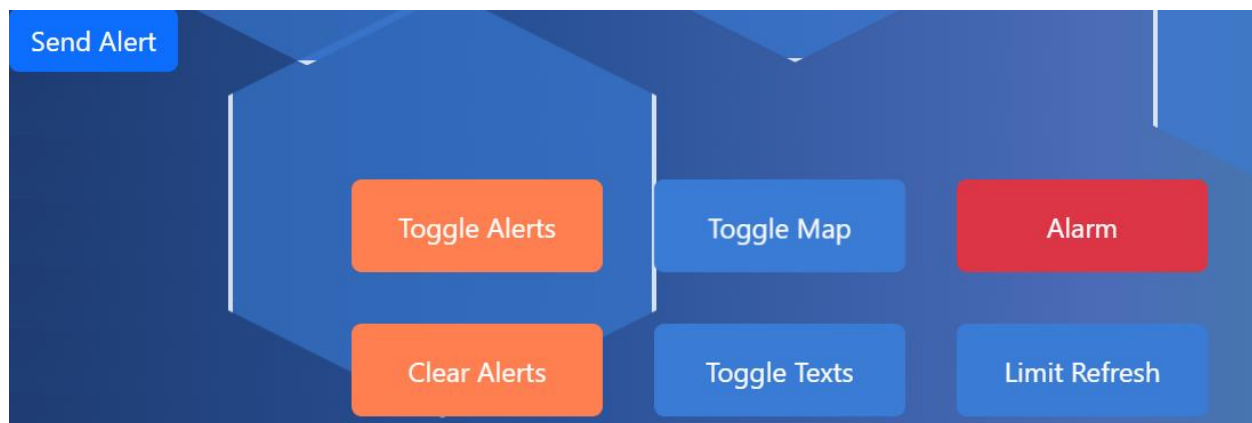 Send Alert
Toggle Alerts
Toggle Map
Alarm
Clear Alerts
Toggle Texts
Limit Refresh